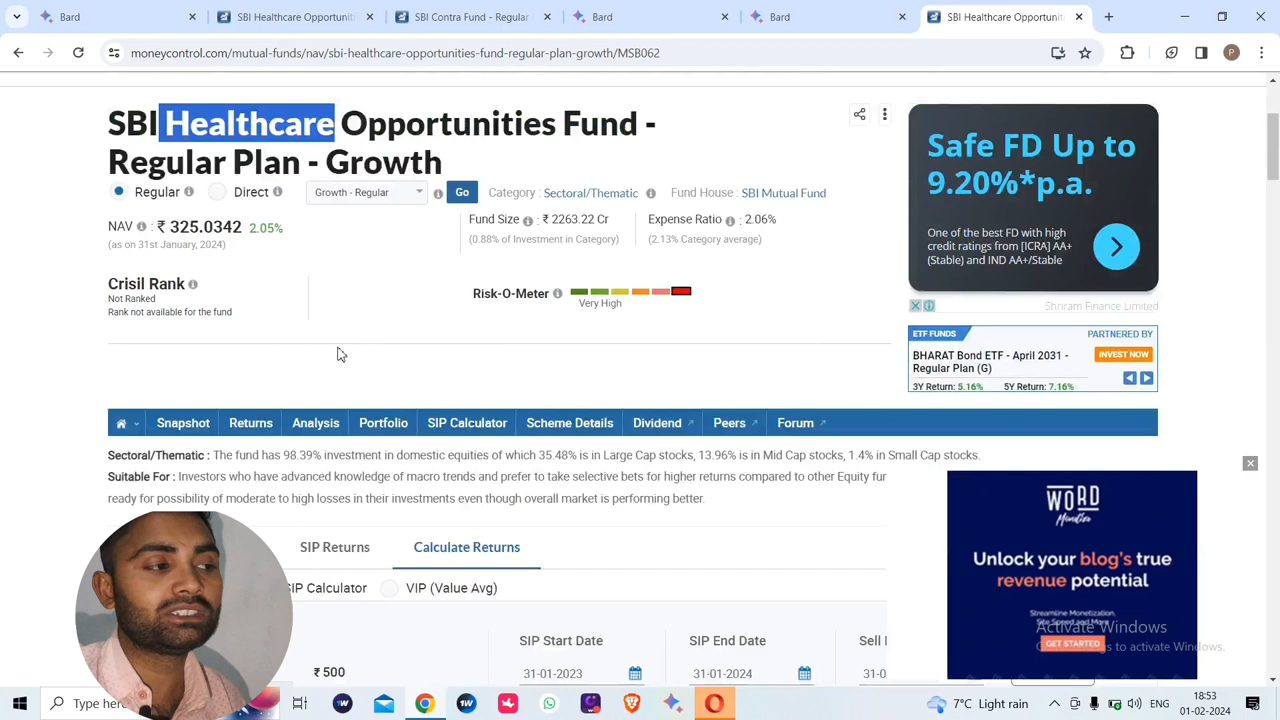 SBI Healthcare Opportuniti
SBI Contra Fund - Regular
Bard
Bard
SBI Healthcare Opportunit
moneycontrol.com/mutual-funds/nav/sbi-healthcare-opportunities-fund-regular-plan-growth/MSB062
P
SBI Healthcare Opportunities Fund -
Regular Plan - Growth
Regular Direct Growth - Regular Go Category : Sectoral/Thematic Fund House : SBI Mutual Fund
NAV : ₹ 325.0342 2.05%
(as on 31st January, 2024)
Fund Size : ₹ 2263.22 Cr
(0.88% of Investment in Category)
Expense Ratio : 2.06%
(2.13% Category average)
Crisil Rank
Not Ranked
Rank not available for the fund
Risk-O-Meter
Very High
Safe FD Up to
9.20%*p.a.
One of the best FD with high
credit ratings from [ICRA] AA+
(Stable) and IND AA+/Stable
Shriram Finance Limited
ETF FUNDS PARTNERED BY
BHARAT Bond ETF - April 2031 -
Regular Plan (G)
INVEST NOW
3Y Return: 5.16% 5Y Return: 7.16%
Snapshot Returns Analysis Portfolio SIP Calculator Scheme Details Dividend Peers Forum
Sectoral/Thematic : The fund has 98.39% investment in domestic equities of which 35.48% is in Large Cap stocks, 13.96% is in Mid Cap stocks, 1.4% in Small Cap stocks.
Suitable For : Investors who have advanced knowledge of macro trends and prefer to take selective bets for higher returns compared to other Equity fur
ready for possibility of moderate to high losses in their investments even though overall market is performing better.
SIP Returns Calculate Returns
SIP Calculator VIP (Value Avg)
SIP Start Date SIP End Date Sell
₹ 500 31-01-2023 31-01-2024 31-0
WORD
Monetize
Unlock your blog's true
revenue potential
Streamline Monetization,
GET STARTED
Activate Windows
to activate Windows.
Type here
7°C Light rain
ENG
18:53
01-02-2024